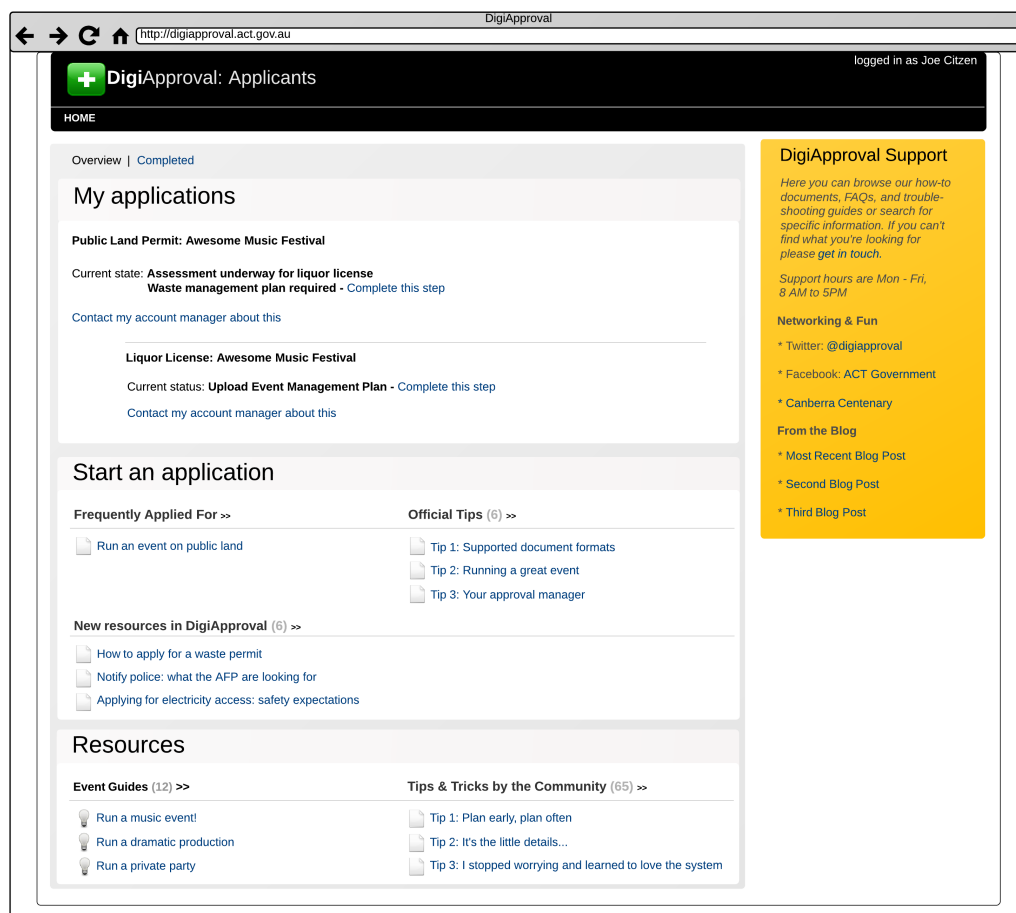 DigiApproval
http://digiapproval.act.gov.au
logged in as Joe Citzen
DigiApproval: Applicants
HOME
Overview | Completed
My applications
Public Land Permit: Awesome Music Festival
Current state: Assessment underway for liquor license
Waste management plan required - Complete this step
Contact my account manager about this
Liquor License: Awesome Music Festival
Current status: Upload Event Management Plan - Complete this step
Contact my account manager about this
Start an application
Frequently Applied For >>
Run an event on public land
Official Tips (6) >>
Tip 1: Supported document formats
Tip 2: Running a great event
Tip 3: Your approval manager
New resources in DigiApproval (6) >>
How to apply for a waste permit
Notify police: what the AFP are looking for
Applying for electricity access: safety expectations
Resources
Event Guides (12) >>
Run a music event!
Run a dramatic production
Run a private party
Tips & Tricks by the Community (65) >>
Tip 1: Plan early, plan often
Tip 2: It's the little details...
Tip 3: I stopped worrying and learned to love the system
DigiApproval Support
Here you can browse our how-to
documents, FAQs, and trouble-
shooting guides or search for
specific information. If you can't
find what you're looking for
please get in touch.
Support hours are Mon - Fri,
8 AM to 5PM
Networking & Fun
* Twitter: @digiapproval
* Facebook: ACT Government
* Canberra Centenary
From the Blog
* Most Recent Blog Post
* Second Blog Post
* Third Blog Post